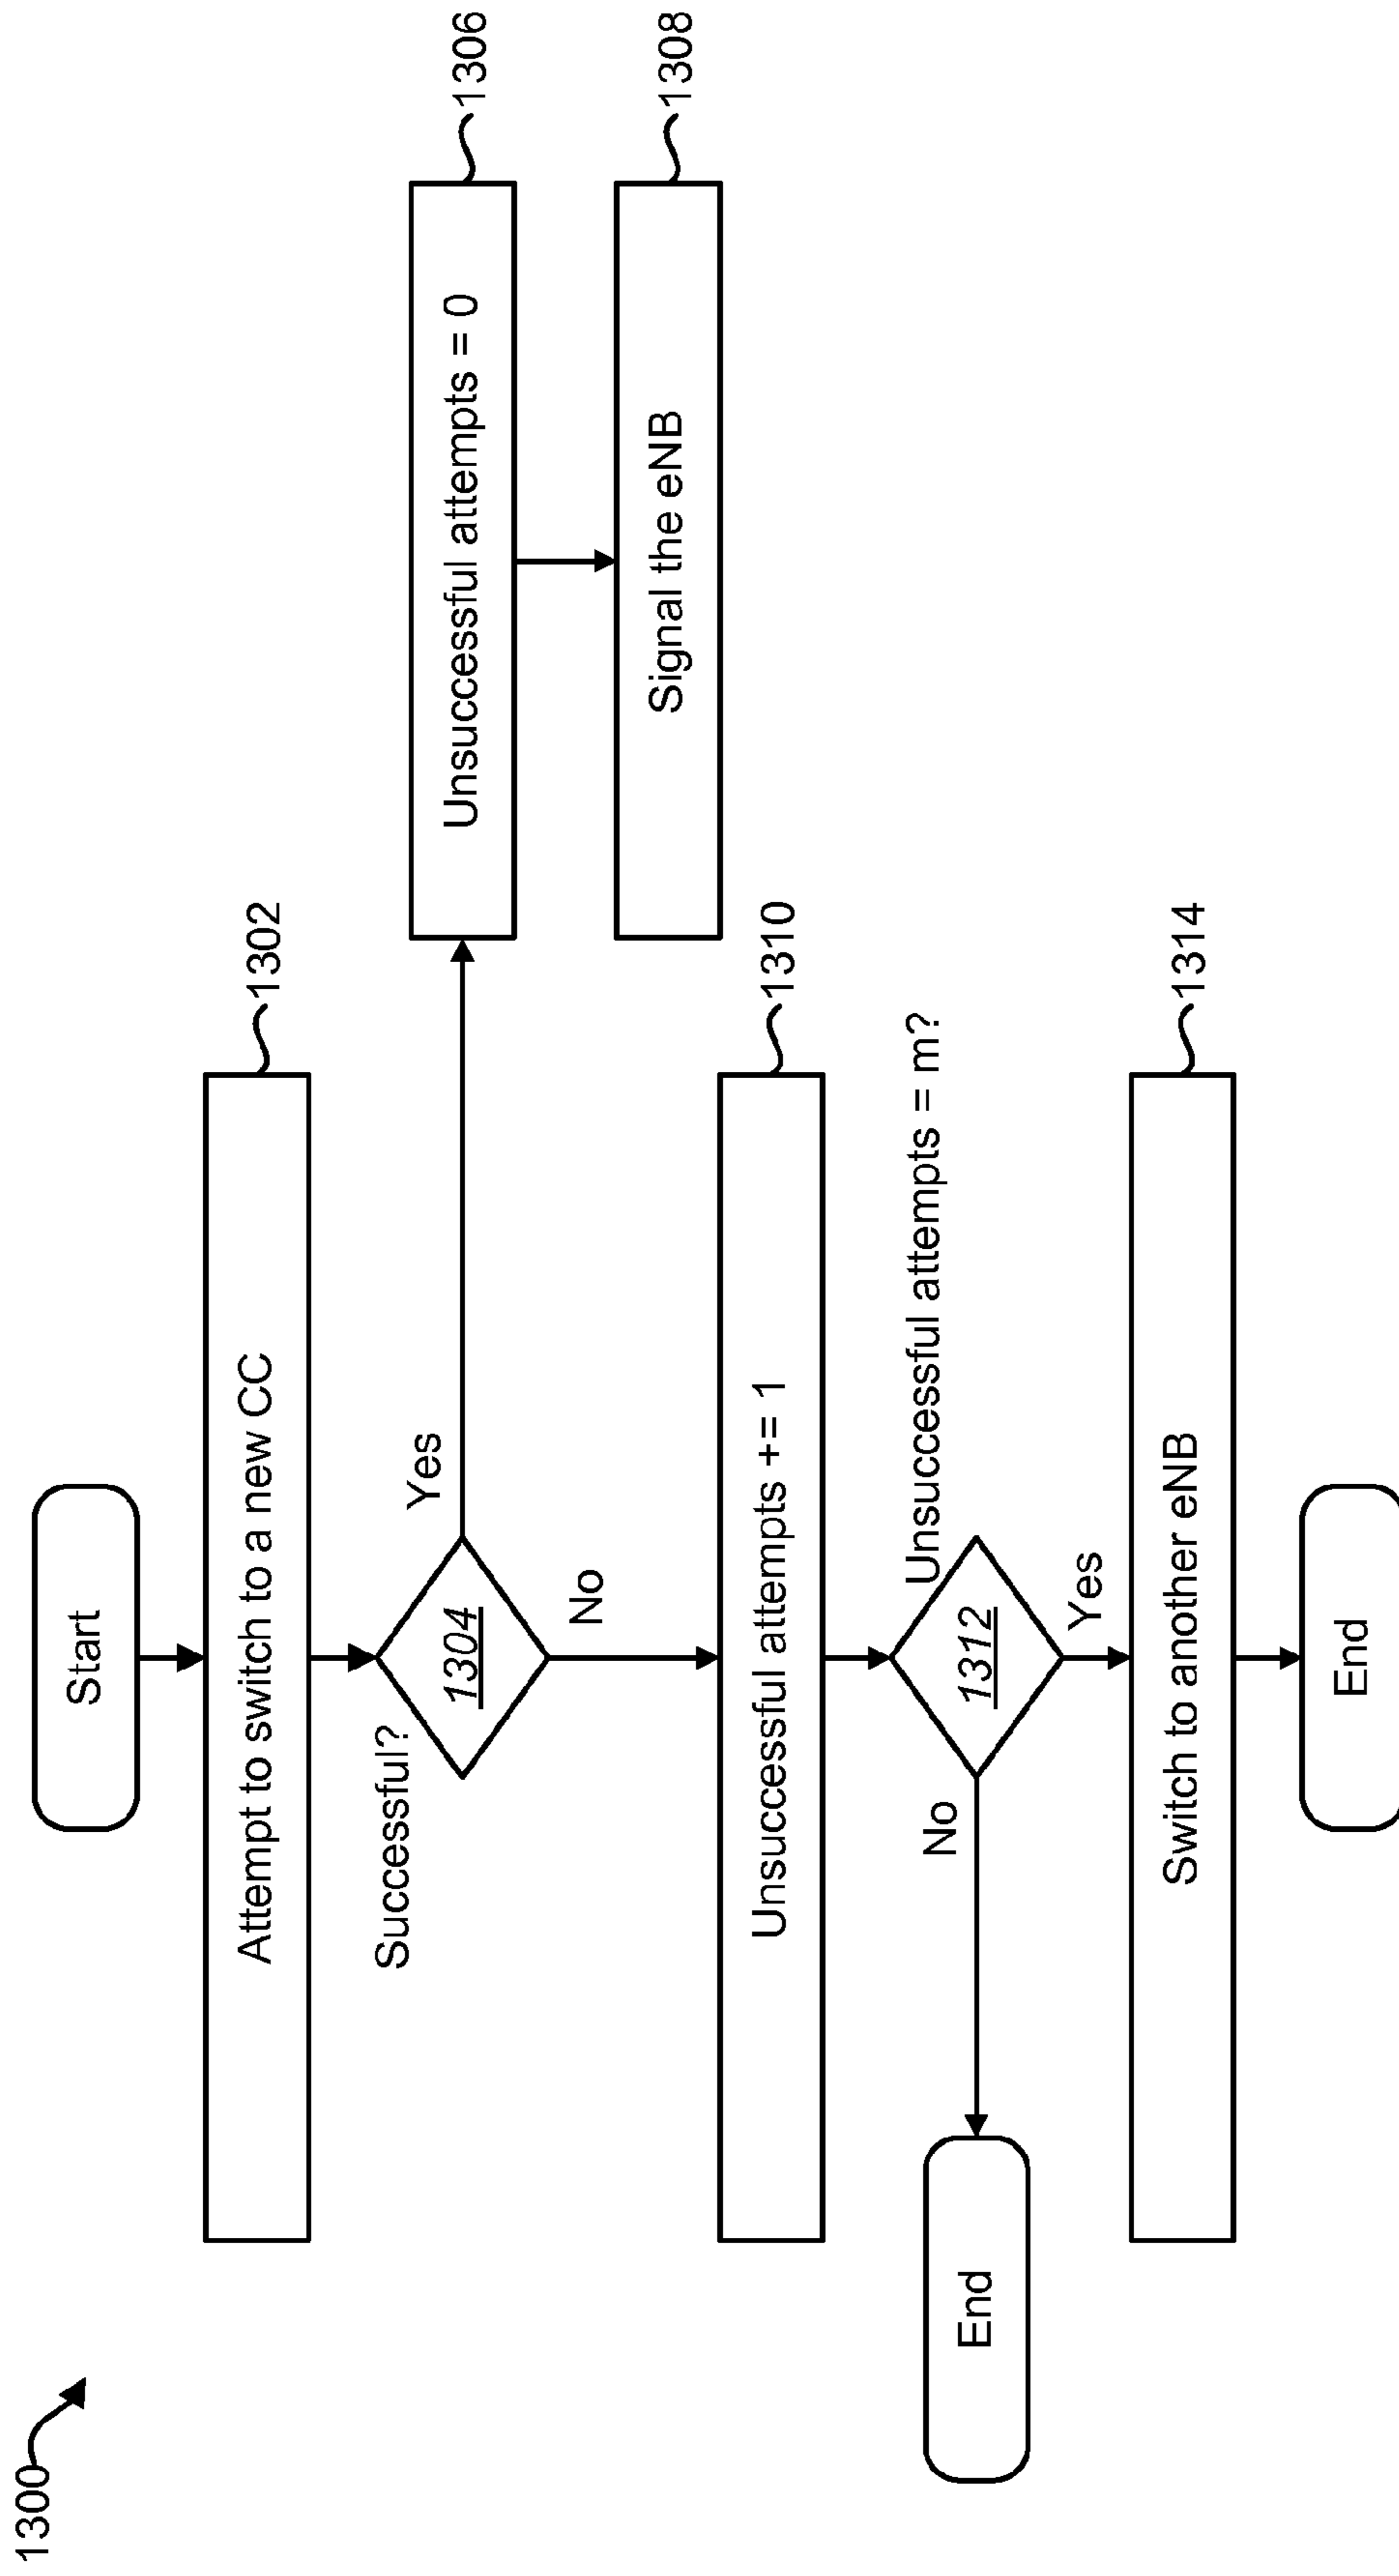 1300
Start
Attempt to switch to a new CC
1302
Successful?
1304
Yes
No
Unsuccessful attempts = 0
1306
Signal the eNB
1308
Unsuccessful attempts += 1
1310
Unsuccessful attempts = m?
1312
No
Yes
End
Switch to another eNB
1314
End